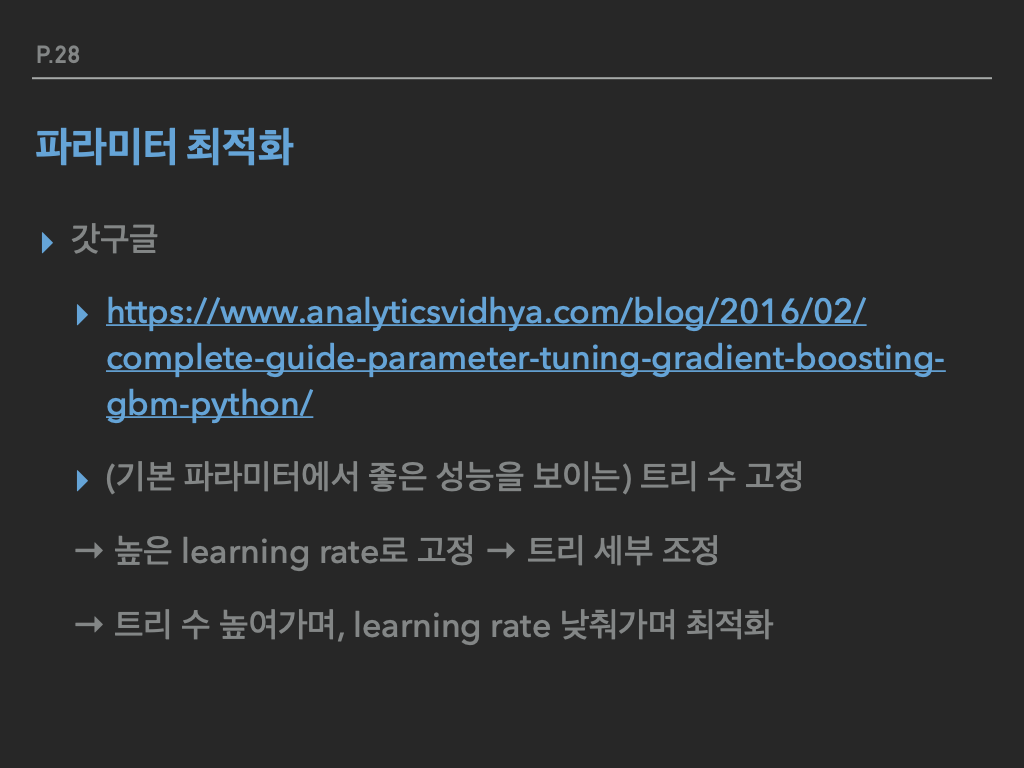 P.28
파라미터 최적화
▸ 갓구글
▸ https://www.analyticsvidhya.com/blog/2016/02/
complete-guide-parameter-tuning-gradient-boosting-
gbm-python/
▸ (기본 파라미터에서 좋은 성능을 보이는) 트리 수 고정
→ 높은 learning rate로 고정 → 트리 세부 조정
→ 트리 수 높여가며, learning rate 낮춰가며 최적화